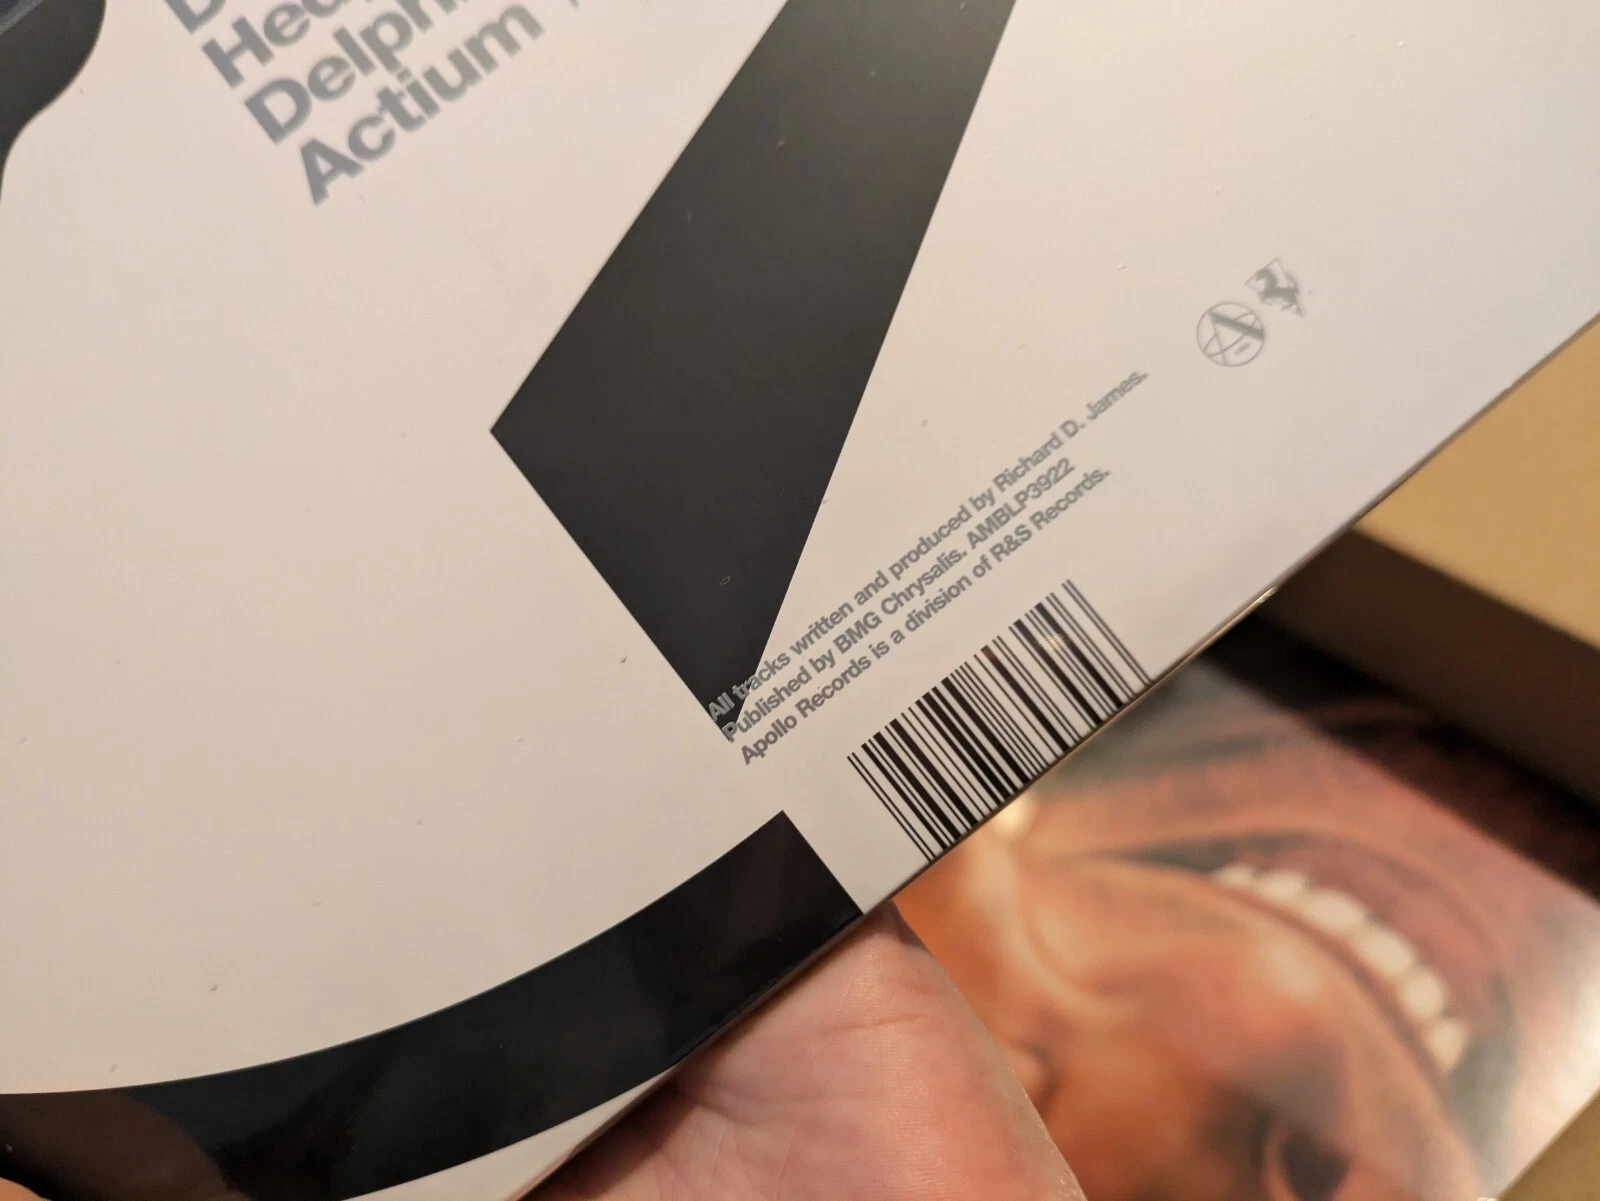 Actium
All tracks written and produced by Richard D. James.
Published by BMG Chrysalis. AMBLP3922
Apollo Records is a division of R&S Records.